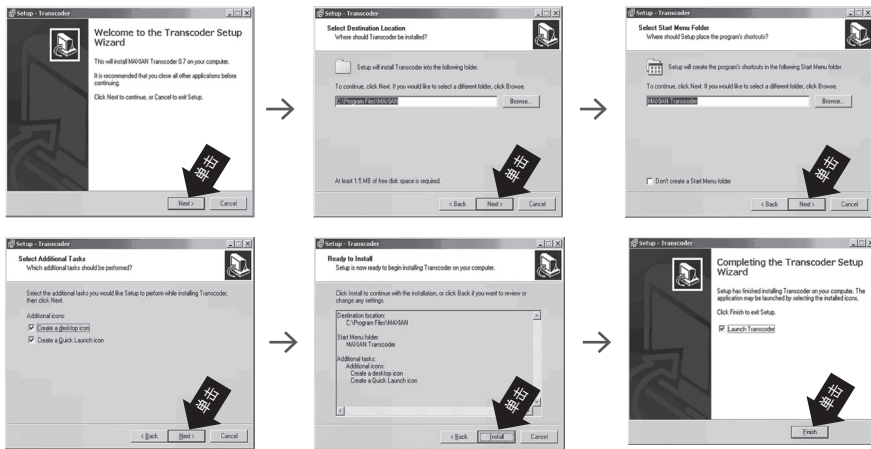 Setup - Transcoder
Welcome to the Transcoder Setup
Wizard
This will install MAXIAN Transcoder 0.7 on your computer.
It is recommended that you close all other applications before
continuing.
Click Next to continue, or Cancel to exit Setup.
单击
Next >
Cancel
Setup - Transcoder
Select Destination Location
Where should Transcoder be installed?
Setup will install Transcoder into the following folder.
To continue, click Next. If you would like to select a different folder, click Browse.
C:\Program Files\MAXIAN
Browse...
单击
At least 1.5 MB of free disk space is required.
< Back
Next >
Cancel
Setup - Transcoder
Select Start Menu Folder
Where should Setup place the program's shortcuts?
Setup will create the program's shortcuts in the following Start Menu folder.
To continue, click Next. If you would like to select a different folder, click Browse.
MAXIAN Transcoder
Browse...
单击
Don't create a Start Menu folder
< Back
Next >
Cancel
Setup - Transcoder
Select Additional Tasks
Which additional tasks should be performed?
Select the additional tasks you would like Setup to perform while installing Transcoder,
then click Next.
Additional icons:
Create a desktop icon
Create a Quick Launch icon
单击
< Back
Next >
Cancel
Setup - Transcoder
Ready to Install
Setup is now ready to begin installing Transcoder on your computer.
Click Install to continue with the installation, or click Back if you want to review or
change any settings.
Destination location:
C:\Program Files\MAXIAN
Start Menu folder:
MAXIAN Transcoder
Additional tasks:
Additional icons:
Create a desktop icon
Create a Quick Launch icon
单击
< Back
Install
Cancel
Setup - Transcoder
Completing the Transcoder Setup
Wizard
Setup has finished installing Transcoder on your computer. The
application may be launched by selecting the installed icons.
Click Finish to exit Setup.
Launch Transcoder
单击
Finish